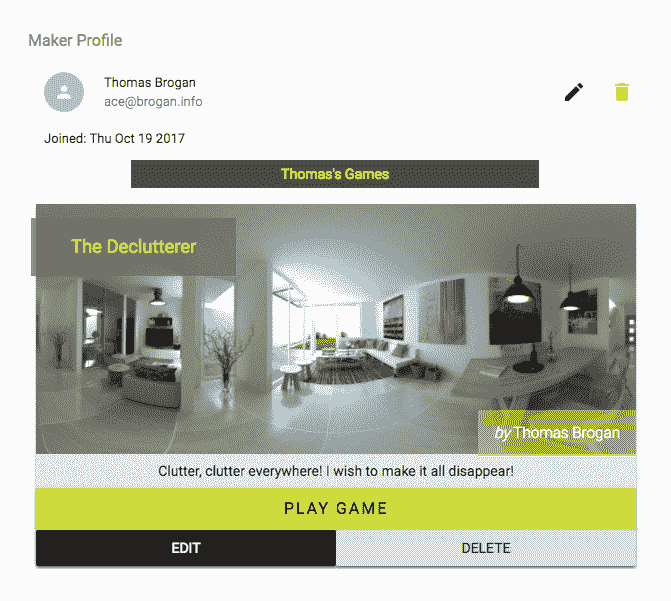 Maker Profile
Thomas Brogan
ace@brogan.info
Joined: Thu Oct 19 2017
Thomas's Games
The Declutterer
by Thomas Brogan
Clutter, clutter everywhere! I wish to make it all disappear!
PLAY GAME
EDIT DELETE